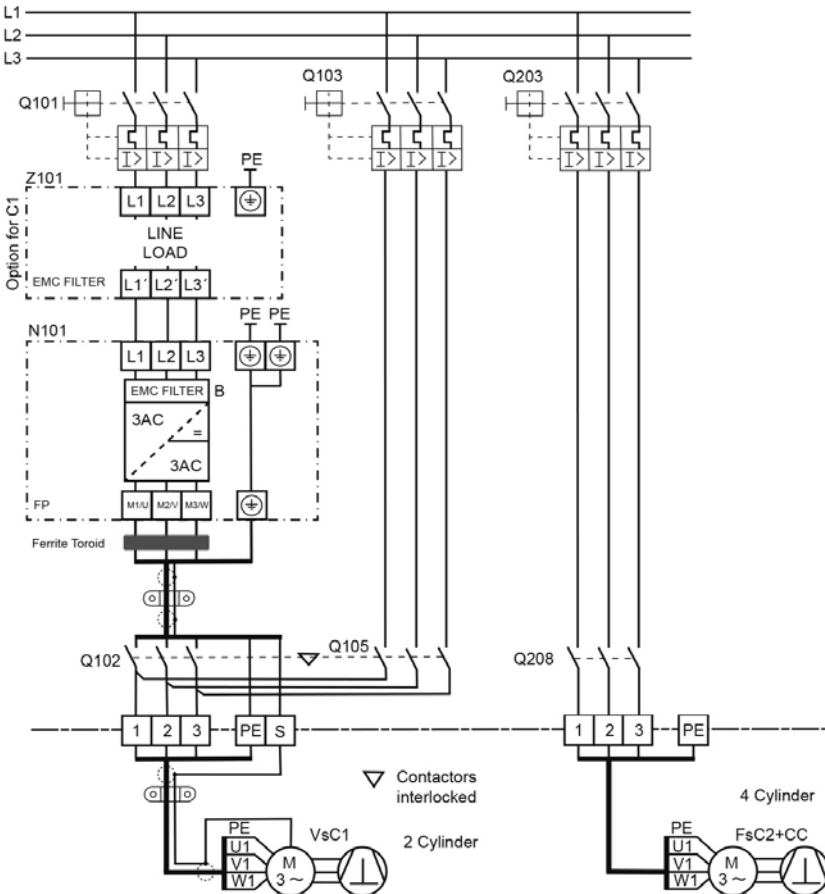 L1
L2
L3
Q101
Q103
Q203
I> I> I>
I> I> I>
I> I> I>
PE
Z101
L1 L2 L3
Option for C1
LINE
LOAD
EMC FILTER
L1´ L2´ L3´
PE PE
N101
L1 L2 L3
EMC FILTER B
3AC
=
3AC
FP
M1/U M2/V M3/W
Ferrite Toroid
Q102
Q105
Q208
1 2 3 PE S
1 2 3 PE
Contactors
interlocked
4 Cylinder
PE
U1
V1
W1
M
3~
VsC1
2 Cylinder
PE
U1
V1
W1
M
3~
FsC2+CC